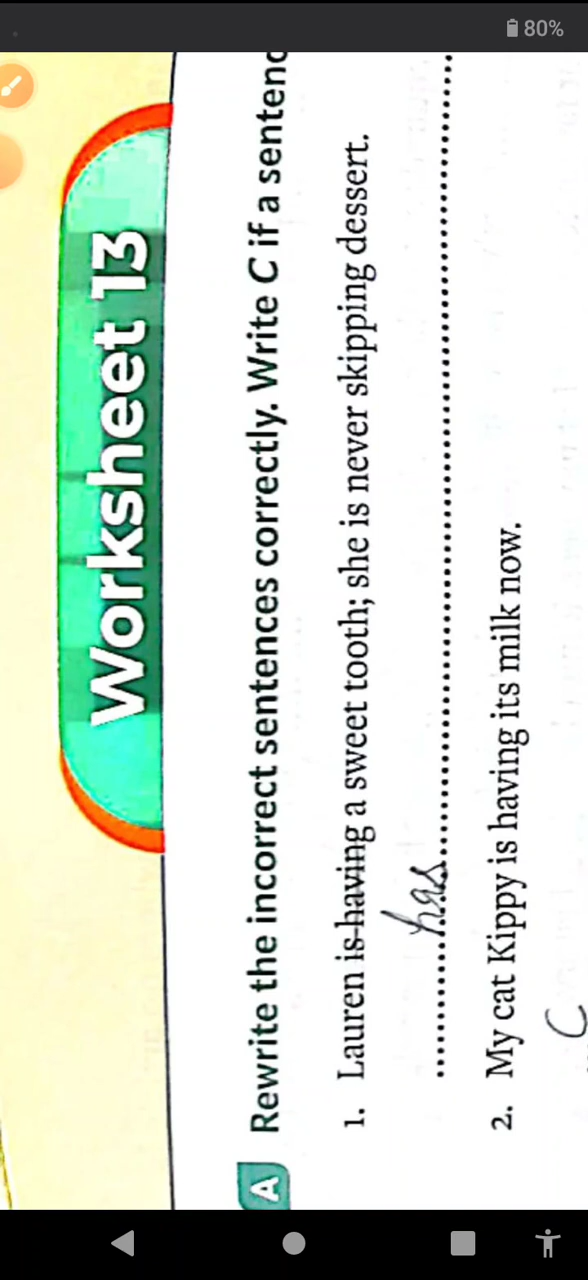 80%
Worksheet 13
A Rewrite the incorrect sentences correctly. Write C if a sentenc
1. Lauren is having a sweet tooth; she is never skipping dessert.
has
2. My cat Kippy is having its milk now.
C